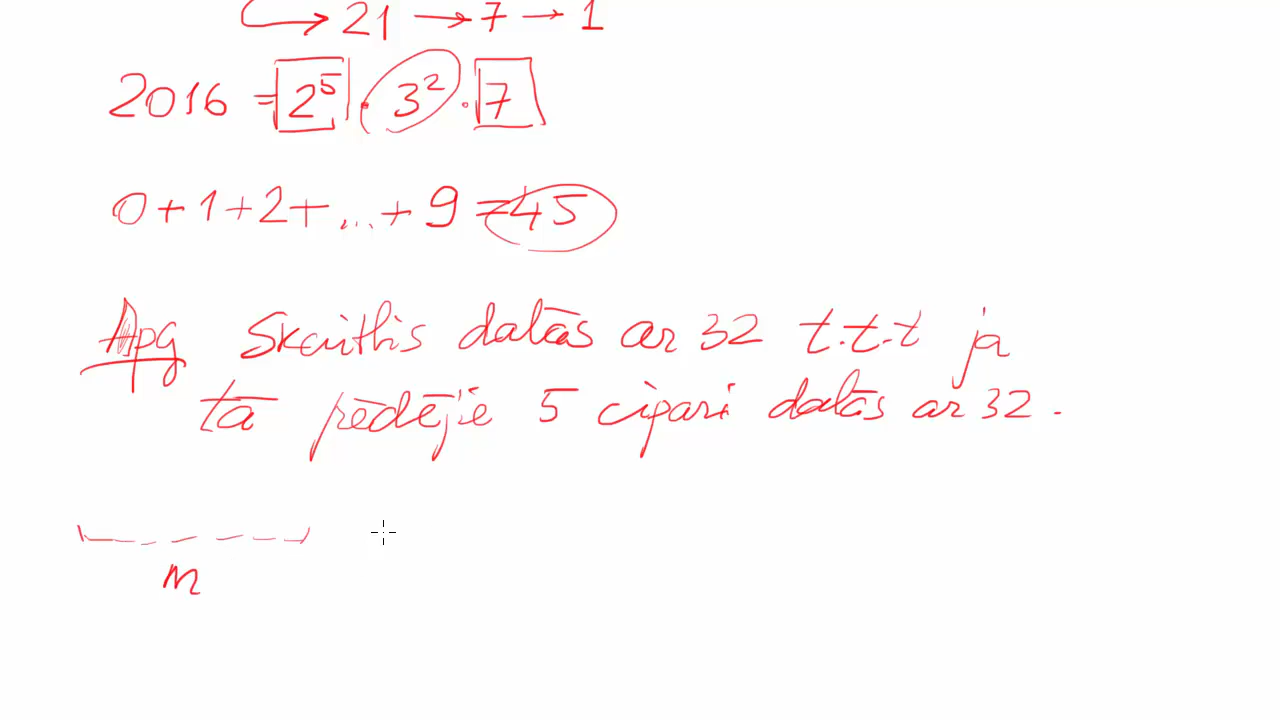 → 21 → 7 → 1
2016 = 2⁵ · 3² · 7
0 + 1 + 2 + ... + 9 = 45
Apg Skaitlis dalās ar 32 t.t.t ja
tā pēdējie 5 cipari dalās ar 32.
m